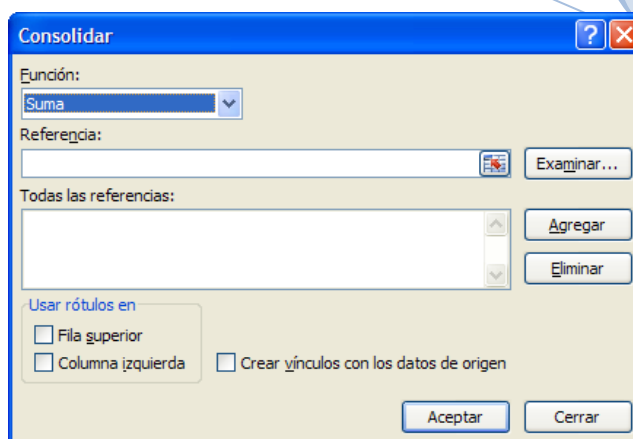 Consolidar
Función:
Suma
Referencia:
Examinar...
Todas las referencias:
Agregar
Eliminar
Usar rótulos en
Fila superior
Columna izquierda
Crear vínculos con los datos de origen
Aceptar
Cerrar